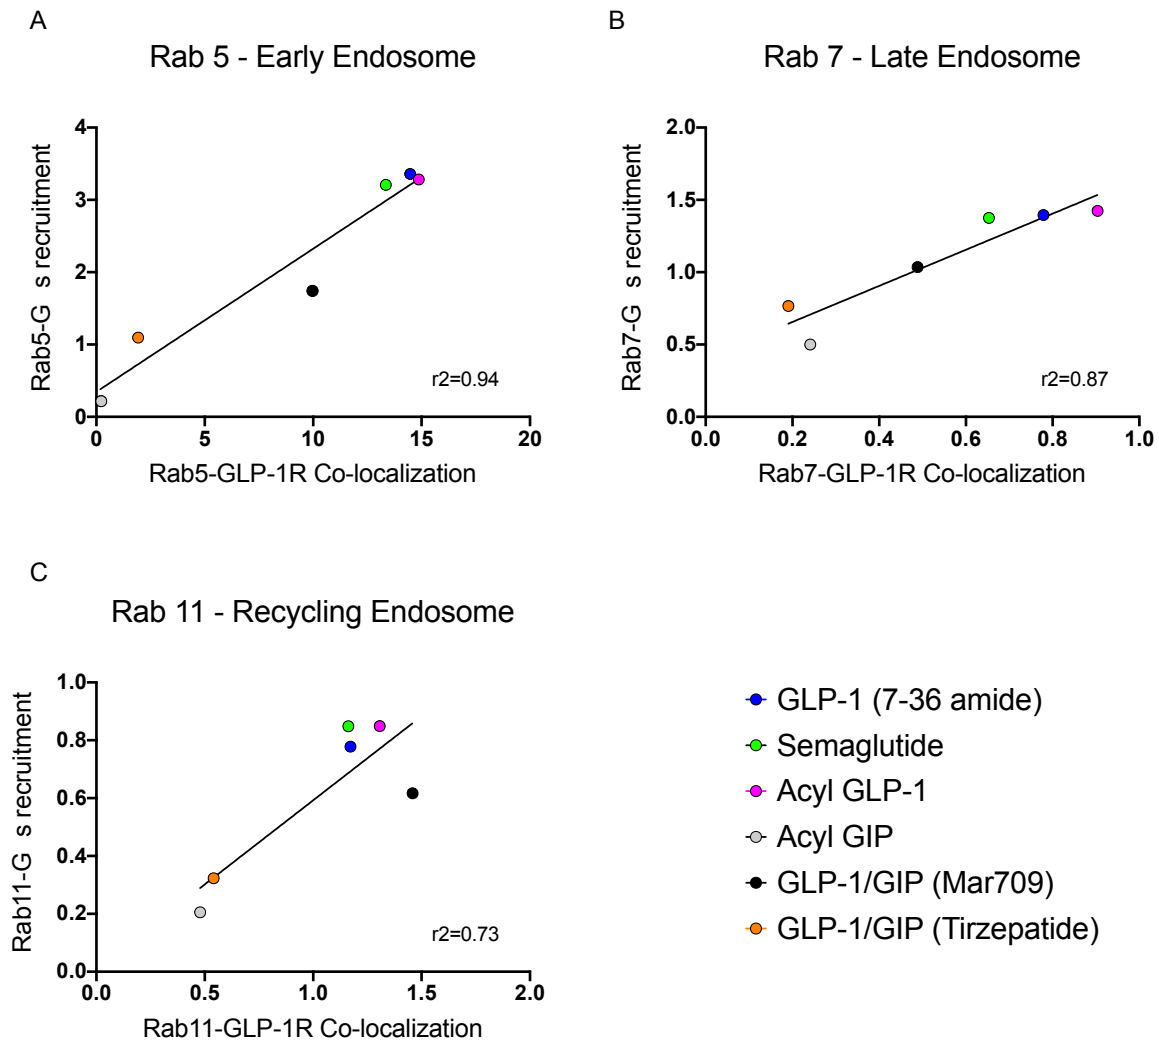 A
Rab 5 - Early Endosome
4
3
2
1
0
Rab5-G s recruitment
0 5 10 15 20
r2=0.94
Rab5-GLP-1R Co-localization
B
Rab 7 - Late Endosome
2.0
1.5
1.0
0.5
0.0
Rab7-G s recruitment
0.0 0.2 0.4 0.6 0.8 1.0
r2=0.87
Rab7-GLP-1R Co-localization
C
Rab 11 - Recycling Endosome
1.0
0.8
0.6
0.4
0.2
0.0
Rab11-G s recruitment
0.0 0.5 1.0 1.5 2.0
r2=0.73
Rab11-GLP-1R Co-localization
GLP-1 (7-36 amide)
Semaglutide
Acyl GLP-1
Acyl GIP
GLP-1/GIP (Mar709)
GLP-1/GIP (Tirzepatide)